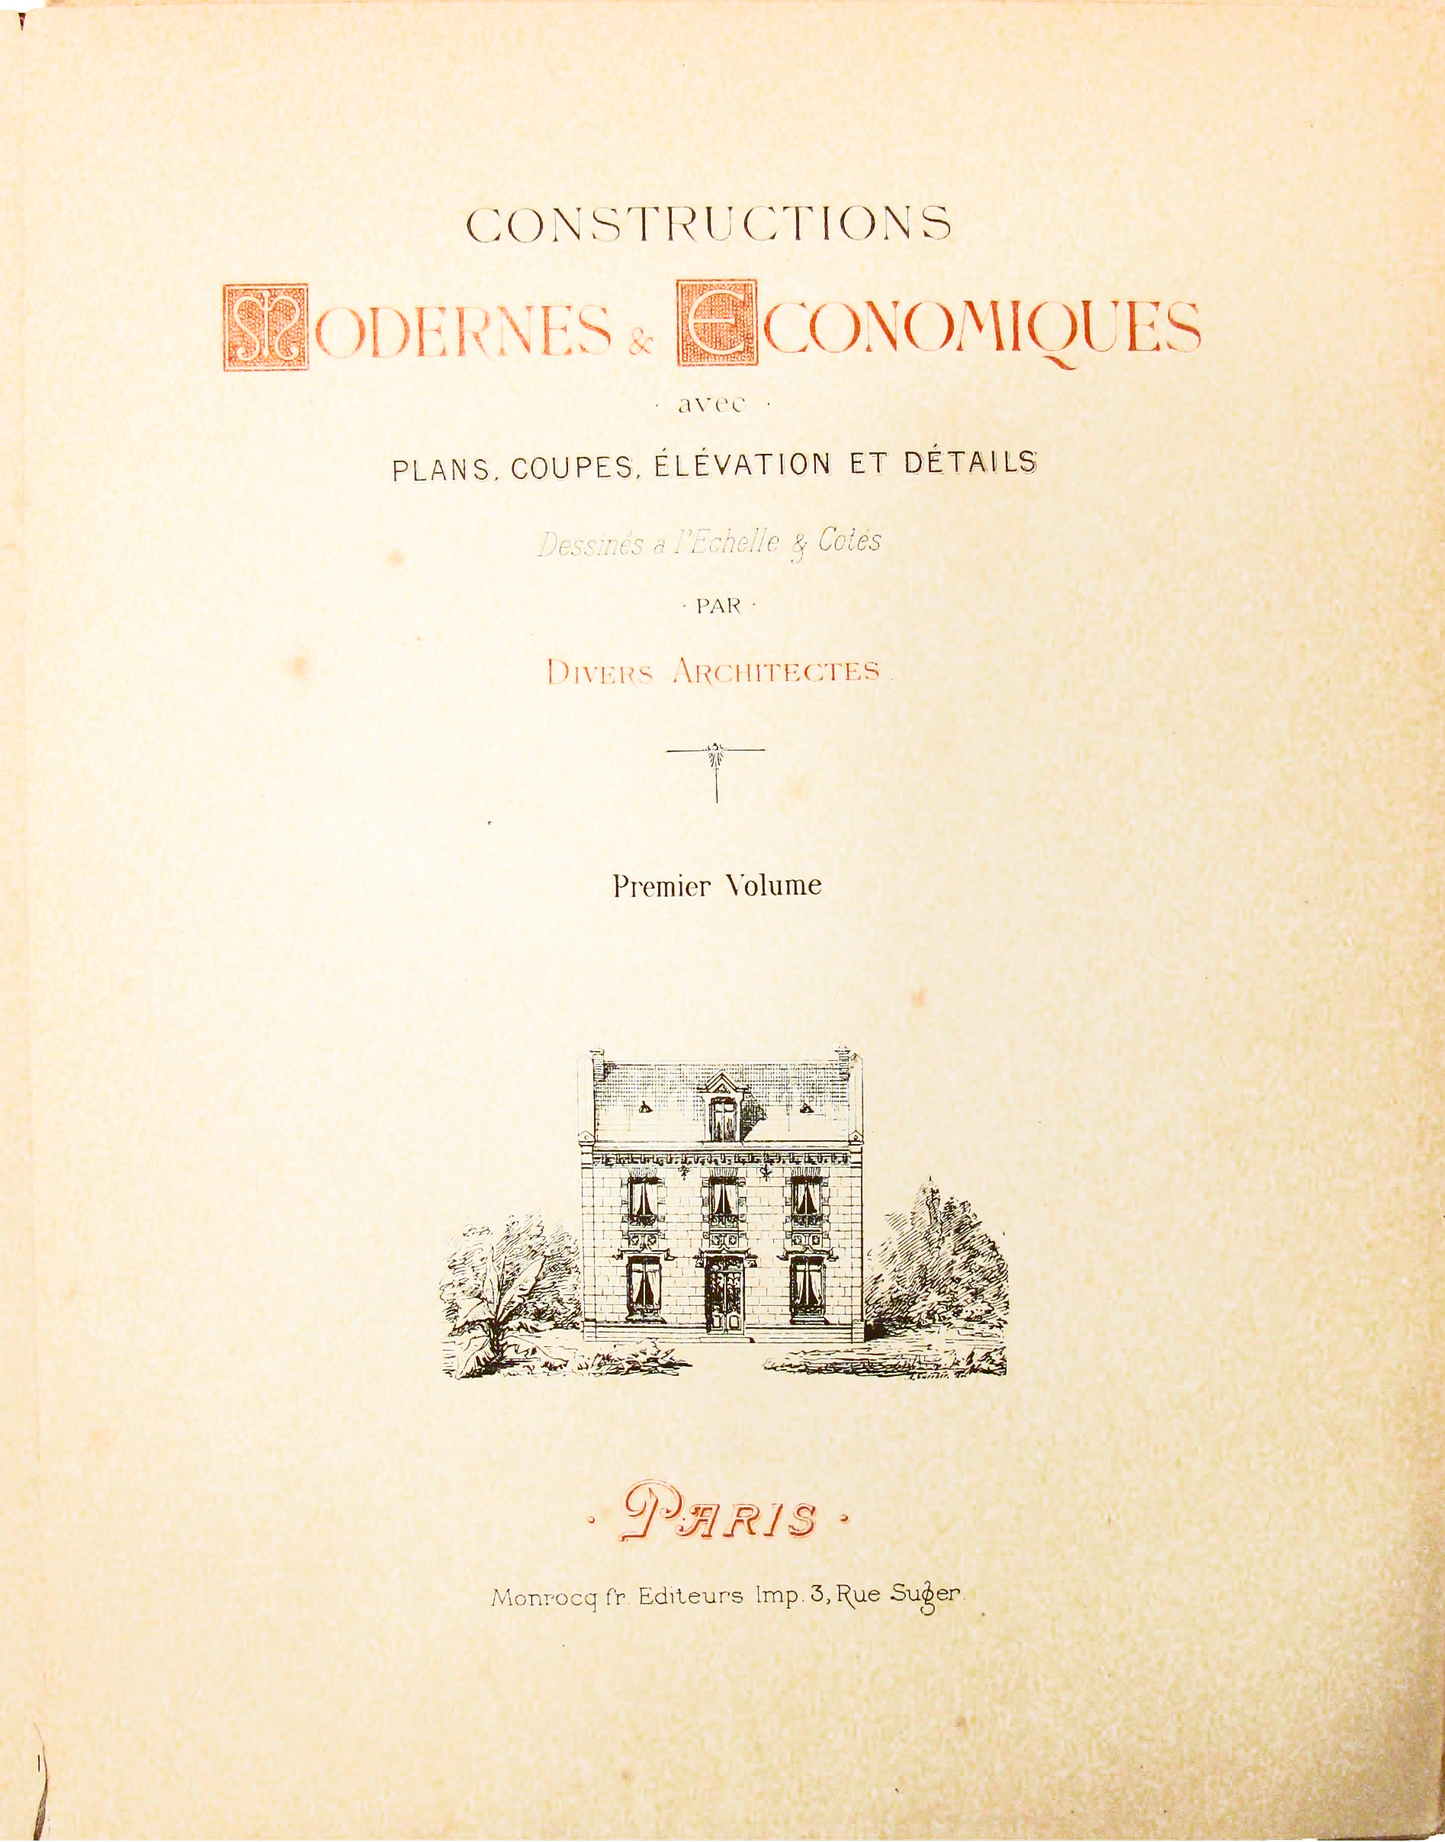 CONSTRUCTIONS
MODERNES & ECONOMIQUES
· avec ·
PLANS, COUPES, ÉLÉVATION ET DÉTAILS
Dessinés a l'Echelle & Cotés
· PAR ·
DIVERS ARCHITECTES.
Premier Volume
· PARIS ·
Monrocq fr. Editeurs Imp. 3, Rue Suger.